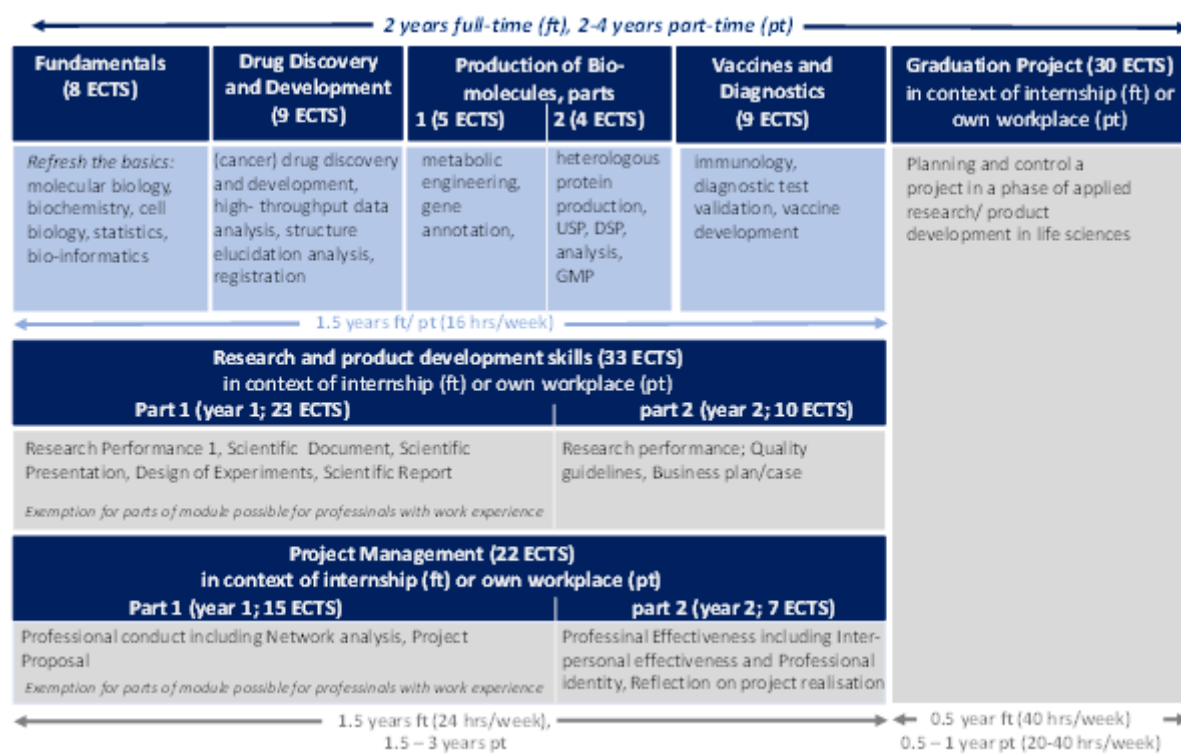 2 years full-time (ft), 2-4 years part-time (pt)
Fundamentals
(8 ECTS)
Drug Discovery
and Development
(9 ECTS)
Production of Bio-
molecules, parts
1 (5 ECTS)
2 (4 ECTS)
Vaccines and
Diagnostics
(9 ECTS)
Graduation Project (30 ECTS)
in context of internship (ft) or
own workplace (pt)
Refresh the basics:
molecular biology,
biochemistry, cell
biology, statistics,
bio-informatics
(cancer) drug discovery
and development,
high- throughput data
analysis, structure
elucidation analysis,
registration
metabolic
engineering,
gene
annotation,
heterologous
protein
production,
USP, DSP,
analysis,
GMP
immunology,
diagnostic test
validation, vaccine
development
Planning and control a
project in a phase of applied
research/ product
development in life sciences
1.5 years ft/ pt (16 hrs/week)
Research and product development skills (33 ECTS)
in context of internship (ft) or own workplace (pt)
Part 1 (year 1; 23 ECTS)
part 2 (year 2; 10 ECTS)
Research Performance 1, Scientific Document, Scientific
Presentation, Design of Experiments, Scientific Report
Exemption for parts of module possible for professinals with work experience
Research performance; Quality
guidelines, Business plan/case
Project Management (22 ECTS)
in context of internship (ft) or own workplace (pt)
Part 1 (year 1; 15 ECTS)
part 2 (year 2; 7 ECTS)
Professional conduct including Network analysis, Project
Proposal
Exemption for parts of module possible for professinals with work experience
Professinal Effectiveness including Inter-
personal effectiveness and Professional
identity, Reflection on project realisation
1.5 years ft (24 hrs/week),
1.5 – 3 years pt
0.5 year ft (40 hrs/week)
0.5 – 1 year pt (20-40 hrs/week)